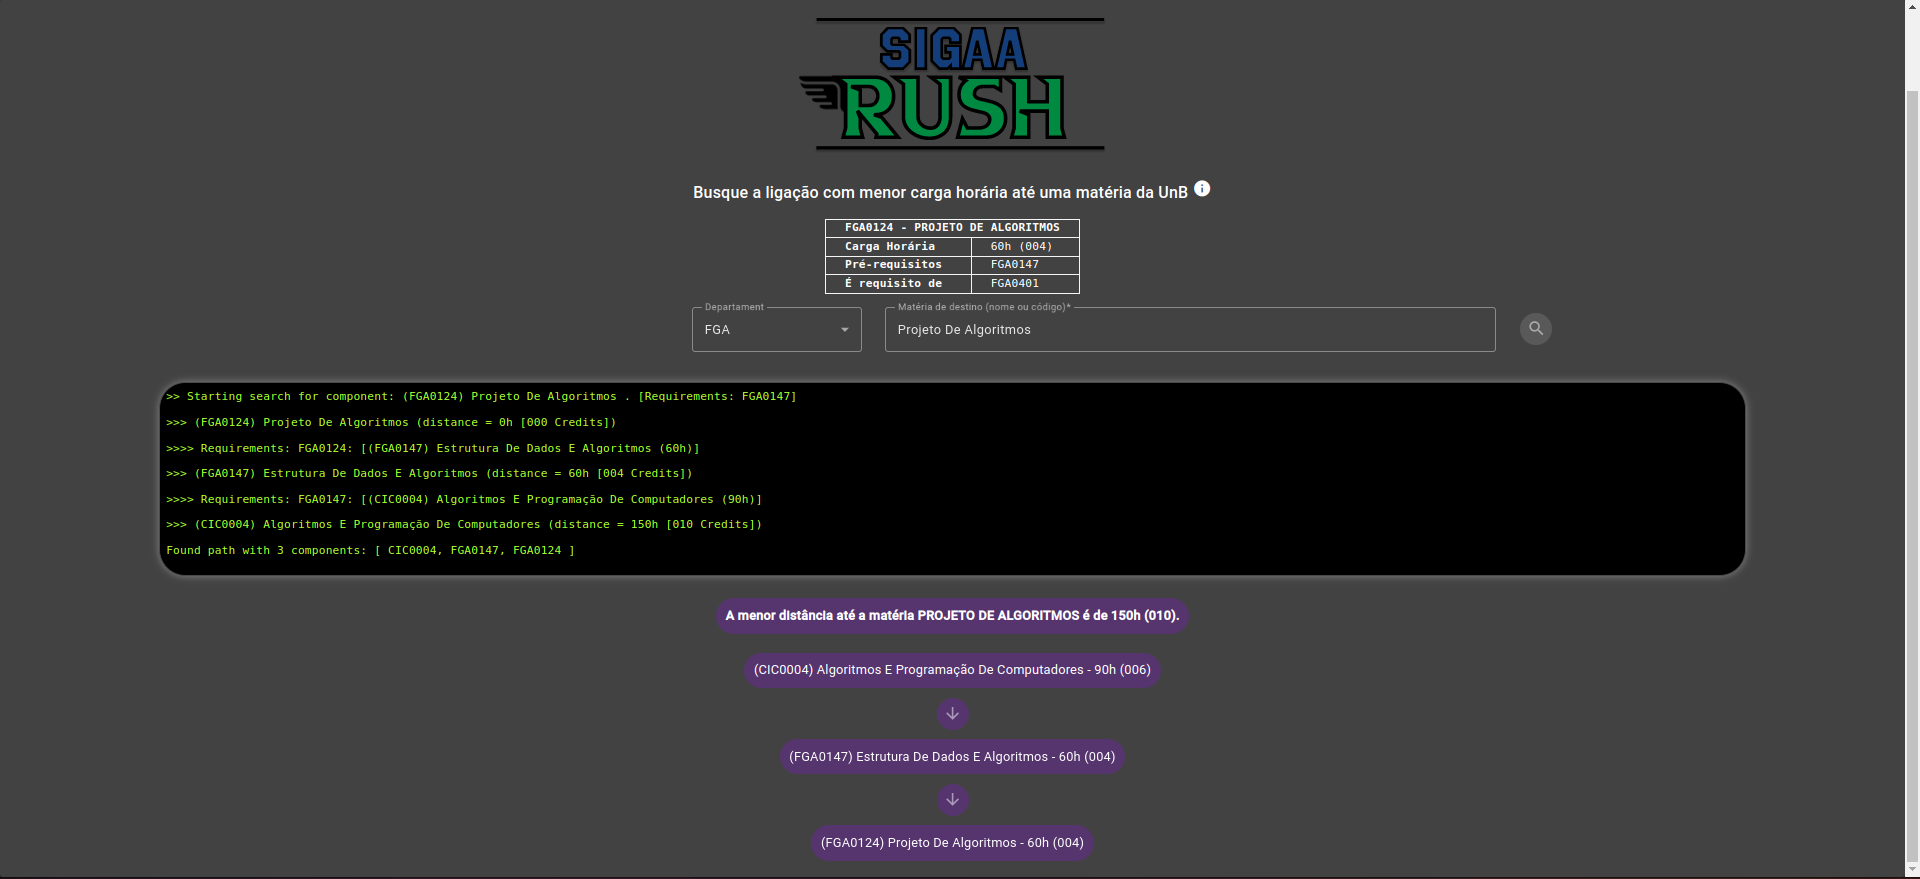 SIGAA
RUSH
Busque a ligação com menor carga horária até uma matéria da UnB
FGA0124 - PROJETO DE ALGORITMOS
Carga Horária 60h (004)
Pré-requisitos FGA0147
É requisito de FGA0401
Departament
FGA
Matéria de destino (nome ou código)*
Projeto De Algoritmos
>> Starting search for component: (FGA0124) Projeto De Algoritmos . [Requirements: FGA0147]
>>> (FGA0124) Projeto De Algoritmos (distance = 0h [000 Credits])
>>>> Requirements: FGA0124: [(FGA0147) Estrutura De Dados E Algoritmos (60h)]
>>> (FGA0147) Estrutura De Dados E Algoritmos (distance = 60h [004 Credits])
>>>> Requirements: FGA0147: [(CIC0004) Algoritmos E Programação De Computadores (90h)]
>>> (CIC0004) Algoritmos E Programação De Computadores (distance = 150h [010 Credits])
Found path with 3 components: [ CIC0004, FGA0147, FGA0124 ]
A menor distância até a matéria PROJETO DE ALGORITMOS é de 150h (010).
(CIC0004) Algoritmos E Programação De Computadores - 90h (006)
(FGA0147) Estrutura De Dados E Algoritmos - 60h (004)
(FGA0124) Projeto De Algoritmos - 60h (004)